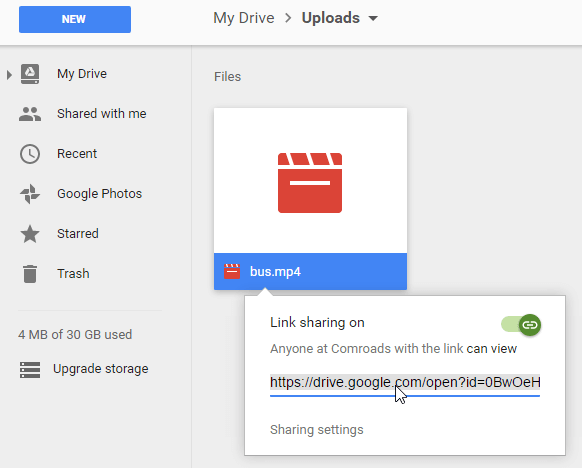 NEW
My Drive > Uploads
My Drive
Shared with me
Recent
Google Photos
Starred
Trash
4 MB of 30 GB used
Upgrade storage
Files
bus.mp4
Link sharing on
Anyone at Comroads with the link can view
https://drive.google.com/open?id=0BwOeH
Sharing settings